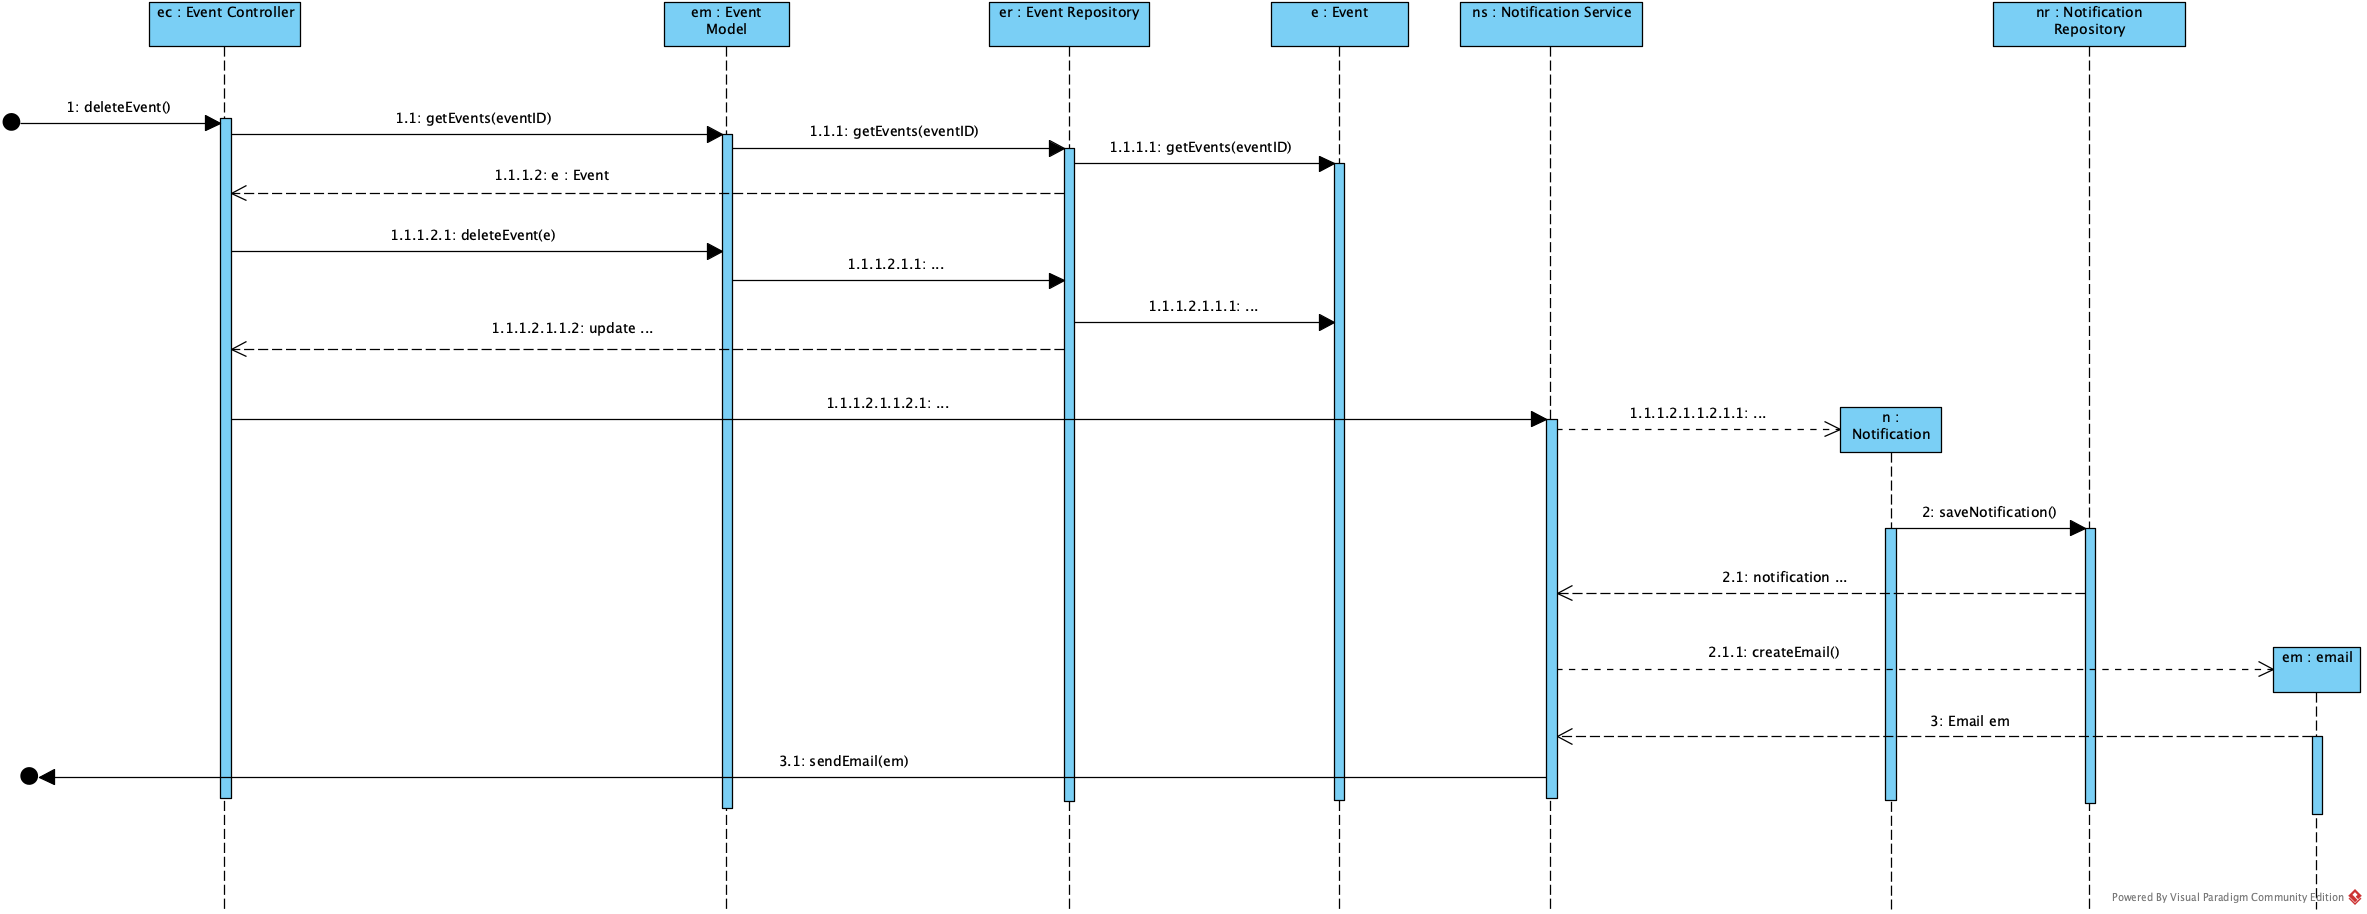 ec : Event Controller
em : Event
Model
er : Event Repository
e : Event
ns : Notification Service
nr : Notification
Repository
1: deleteEvent()
1.1: getEvents(eventID)
1.1.1: getEvents(eventID)
1.1.1.1: getEvents(eventID)
1.1.1.2: e : Event
1.1.1.2.1: deleteEvent(e)
1.1.1.2.1.1: ...
1.1.1.2.1.1.1: ...
1.1.1.2.1.1.2: update ...
1.1.1.2.1.1.2.1: ...
1.1.1.2.1.1.2.1.1: ...
n :
Notification
2: saveNotification()
2.1: notification ...
2.1.1: createEmail()
em : email
3: Email em
3.1: sendEmail(em)
Powered By Visual Paradigm Community Edition